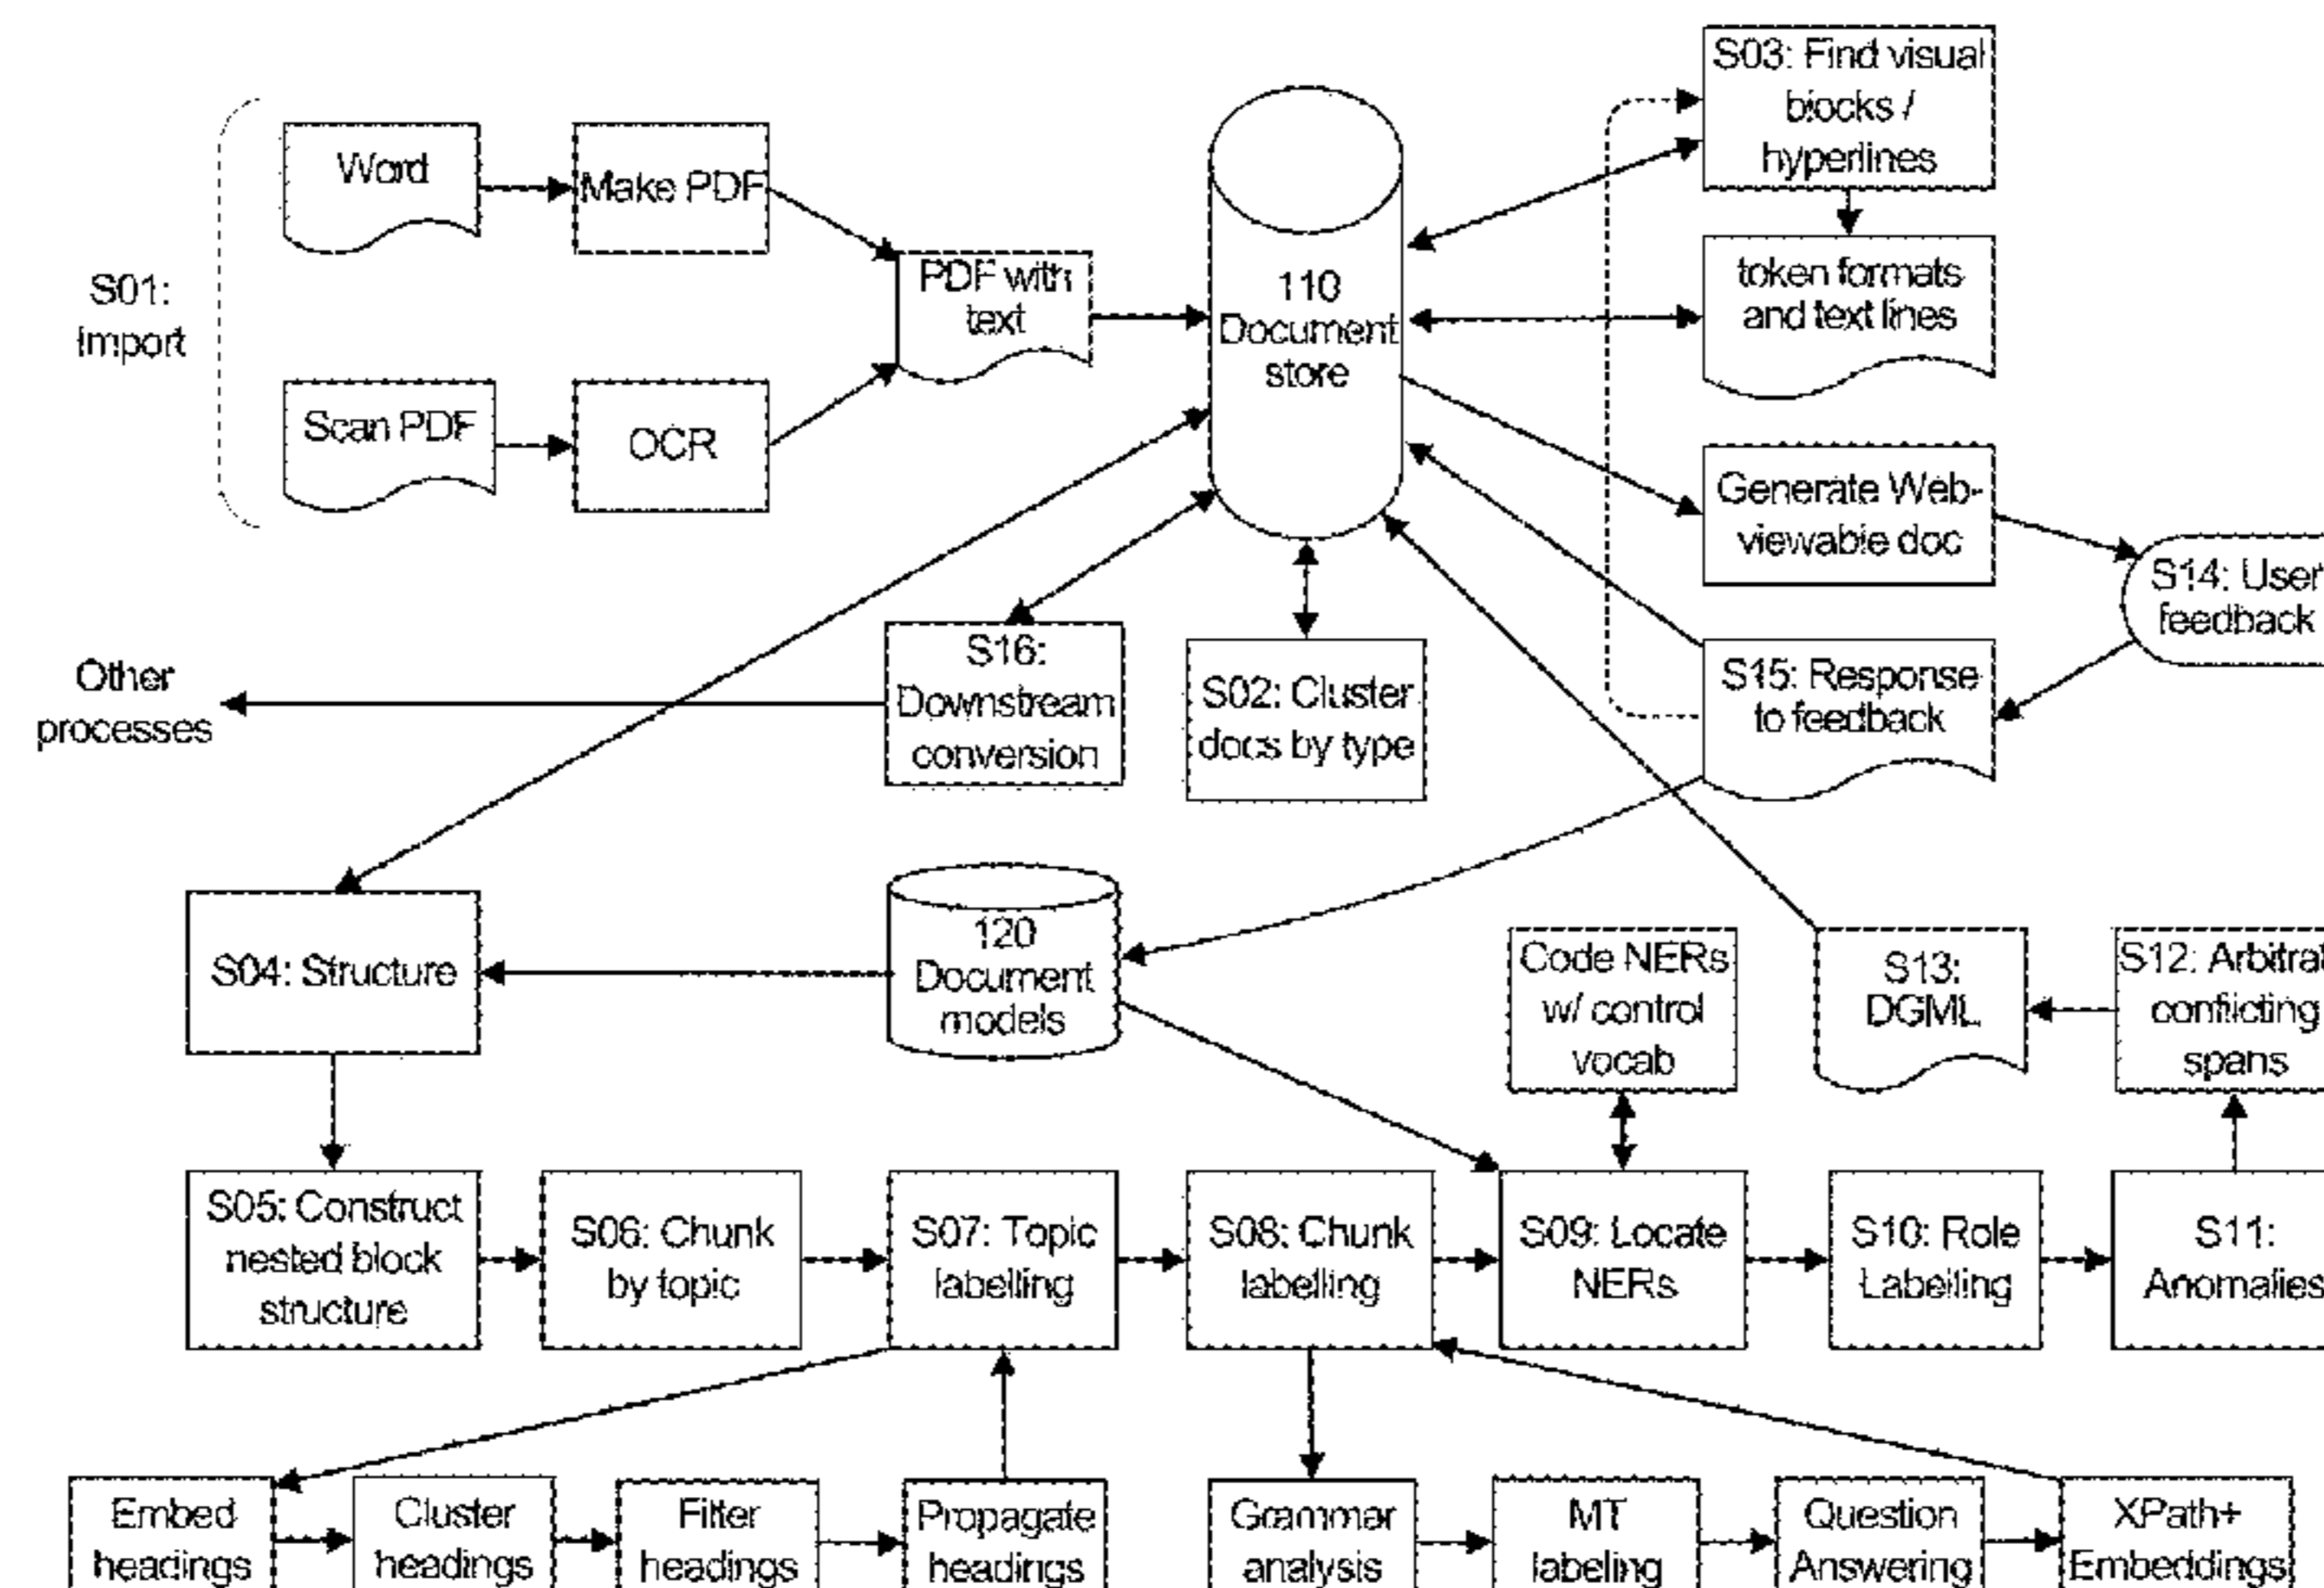 S01:
Import
Word
Make PDF
Scan PDF
OCR
PDF with
text
110
Document
store
S03: Find visual
blocks /
hyperlines
token formats
and text lines
Generate Web-
viewable doc
S14: User
feedback
S15: Response
to feedback
Other
processes
S16:
Downstream
conversion
S02: Cluster
docs by type
S04: Structure
120
Document
models
Code NERs
w/ control
vocab
S13:
DGML
S12: Arbitrat
conflicting
spans
S05: Construct
nested block
structure
S06: Chunk
by topic
S07: Topic
labelling
S08: Chunk
labelling
S09: Locate
NERs
S10: Role
Labelling
S11:
Anomalies
Embed
headings
Cluster
headings
Filter
headings
Propagate
headings
Grammar
analysis
MT
labeling
Question
Answering
XPath+
Embeddings